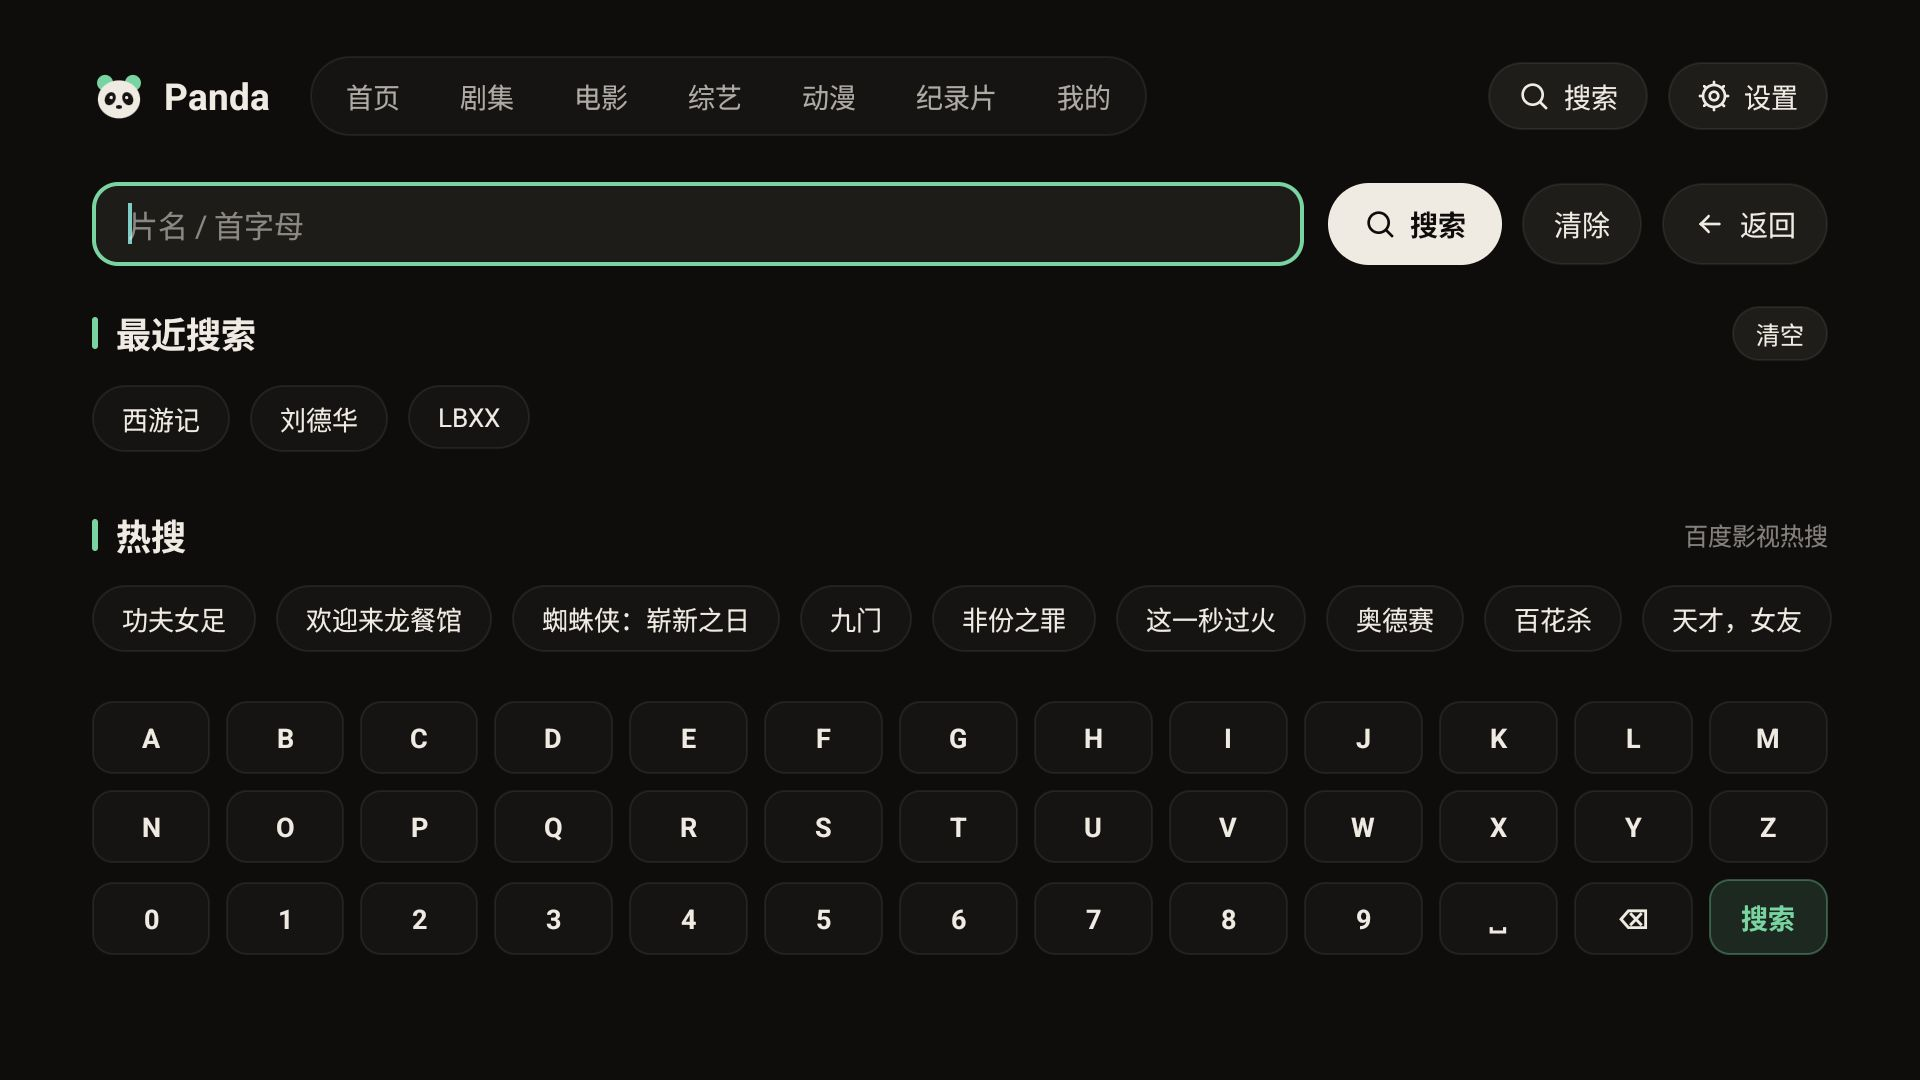 Panda 首页 剧集 电影 综艺 动漫 纪录片 我的 搜索 设置
片名 / 首字母 搜索 清除 返回
最近搜索 清空
西游记 刘德华 LBXX
热搜 百度影视热搜
功夫女足 欢迎来龙餐馆 蜘蛛侠：崭新之日 九门 非份之罪 这一秒过火 奥德赛 百花杀 天才，女友
A B C D E F G H I J K L M
N O P Q R S T U V W X Y Z
0 1 2 3 4 5 6 7 8 9 ⌴ ⌫ 搜索